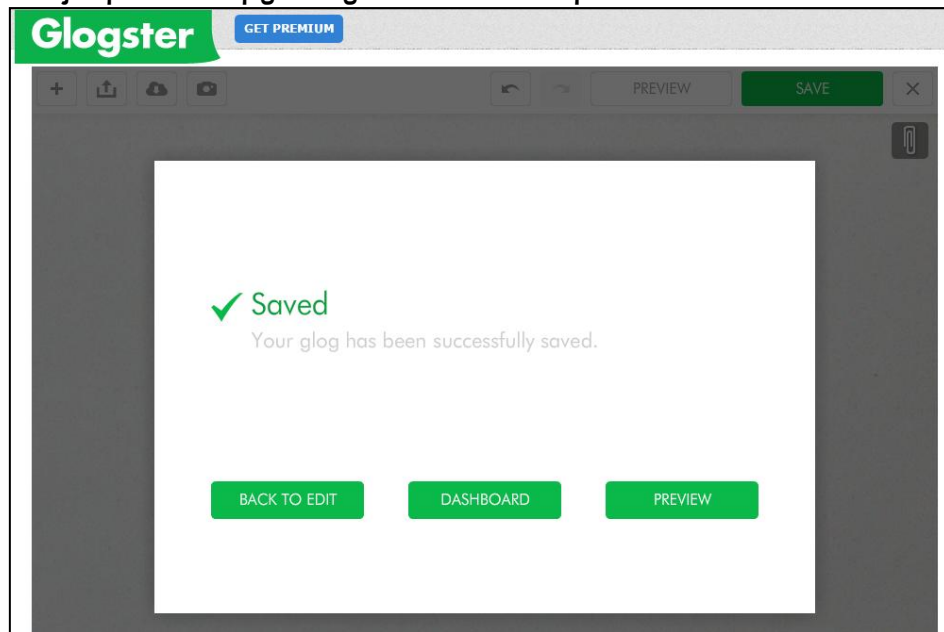 Glogster
GET PREMIUM
PREVIEW
SAVE
Saved
Your glog has been successfully saved.
BACK TO EDIT
DASHBOARD
PREVIEW